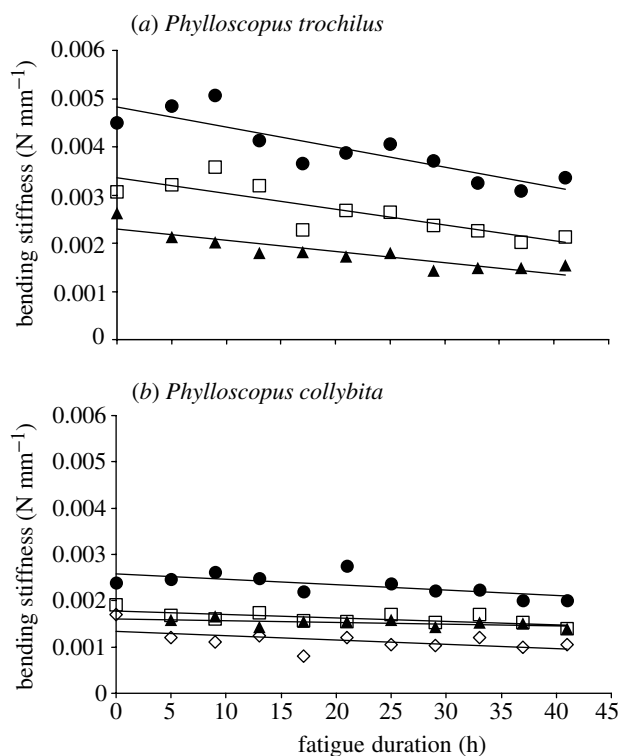 (a) Phylloscopus trochilus
0.006
0.005
0.004
0.003
0.002
0.001
0
bending stiffness (N mm−1)
(b) Phylloscopus collybita
0.006
0.005
0.004
0.003
0.002
0.001
0
bending stiffness (N mm−1)
0 5 10 15 20 25 30 35 40 45
fatigue duration (h)